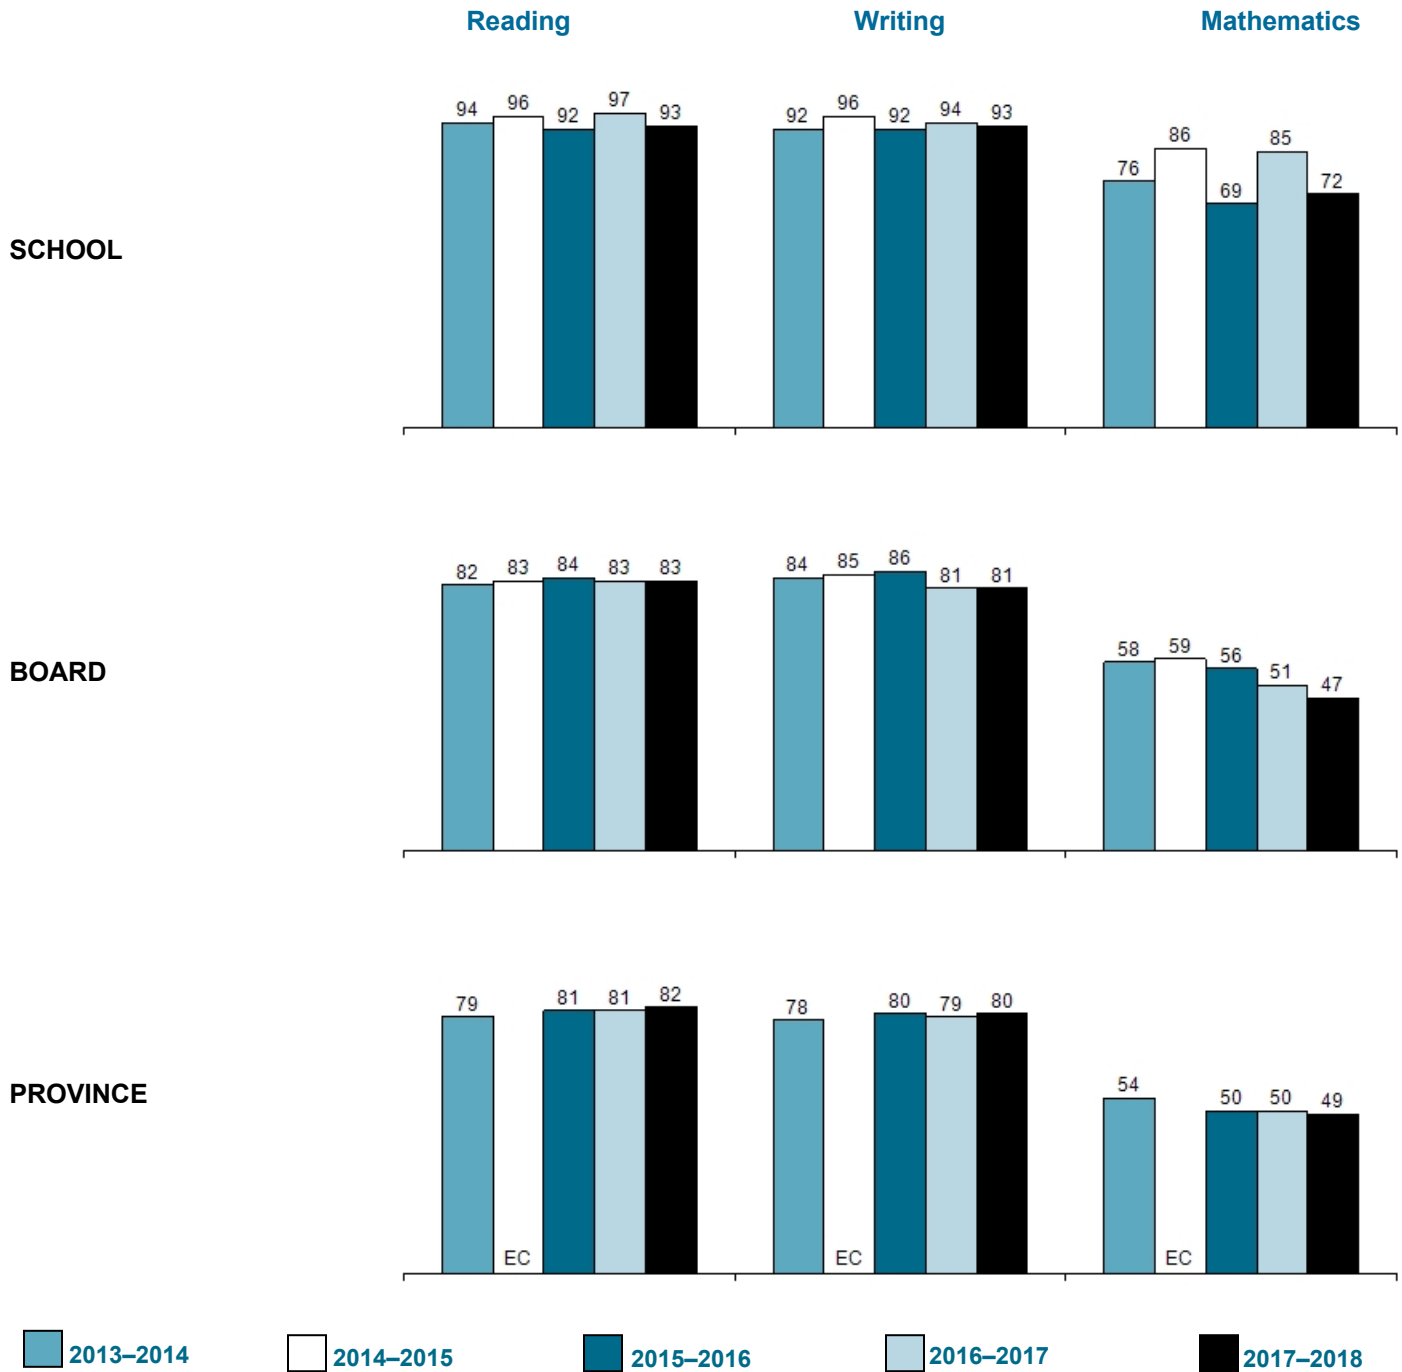 Reading Writing Mathematics
94 96 92 97 93 92 96 92 94 93 76 86 69 85 72
SCHOOL
82 83 84 83 83 84 85 86 81 81 58 59 56 51 47
BOARD
79 EC 81 81 82 78 EC 80 79 80 54 EC 50 50 49
PROVINCE
2013–2014 2014–2015 2015–2016 2016–2017 2017–2018